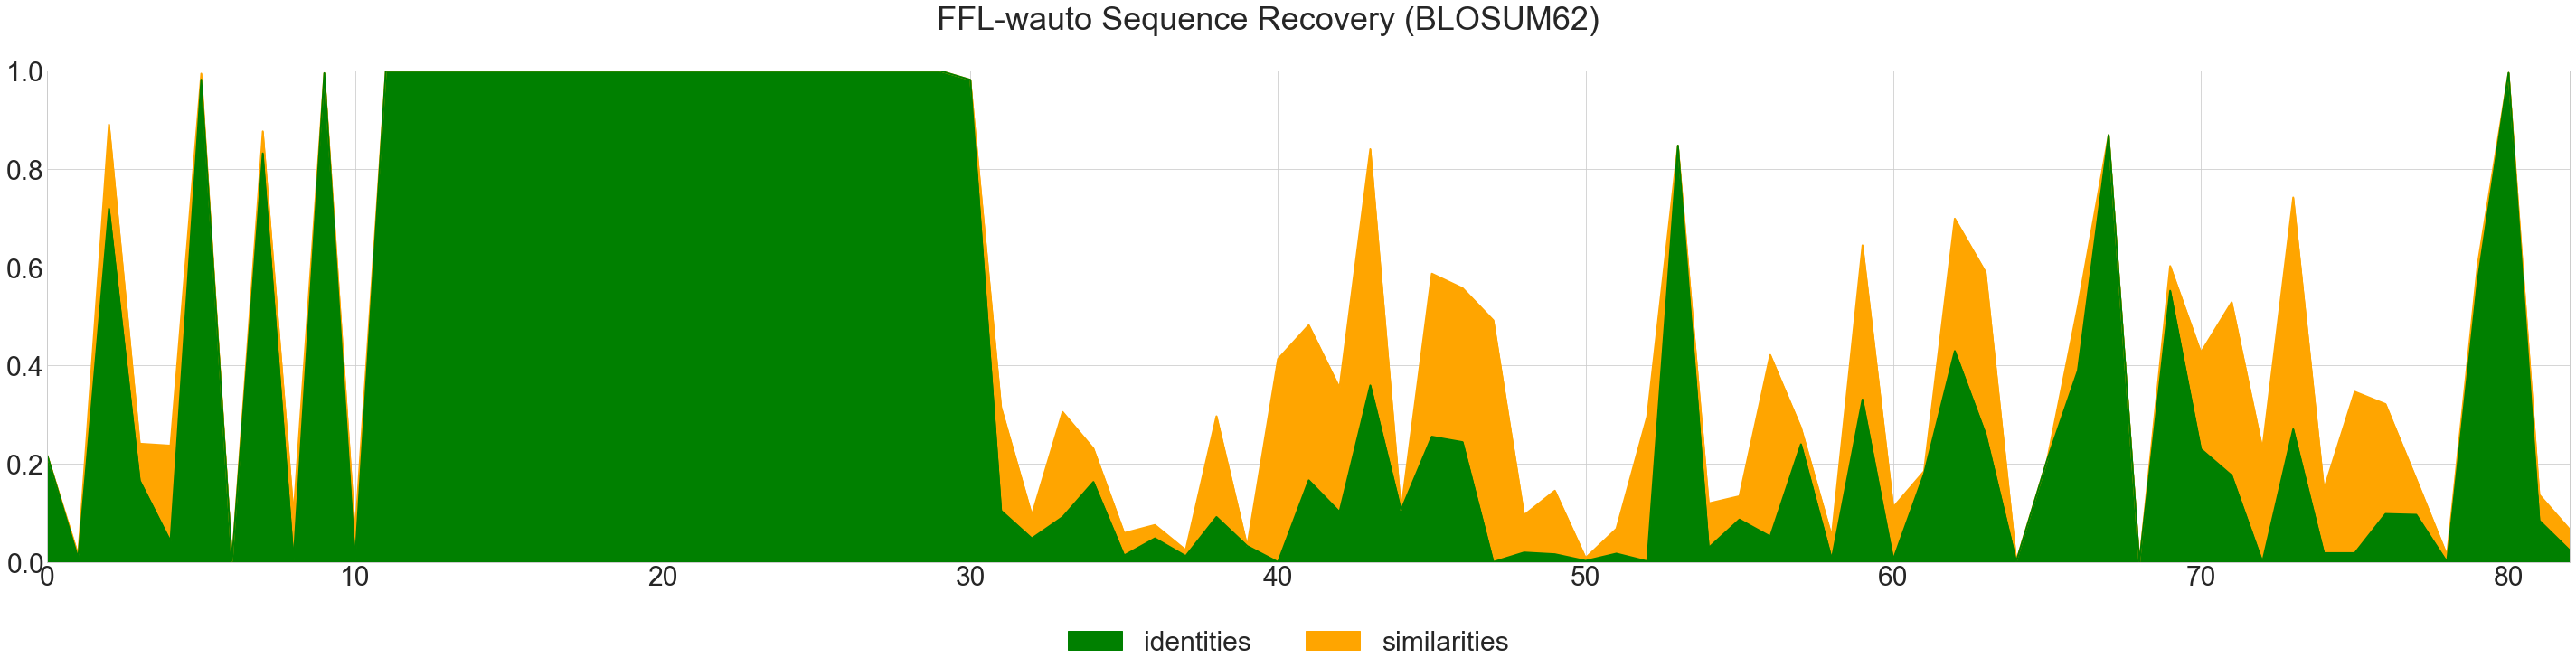 FFL-wauto Sequence Recovery (BLOSUM62)
1.0
0.8
0.6
0.4
0.2
0.0
0 10 20 30 40 50 60 70 80
identities similarities